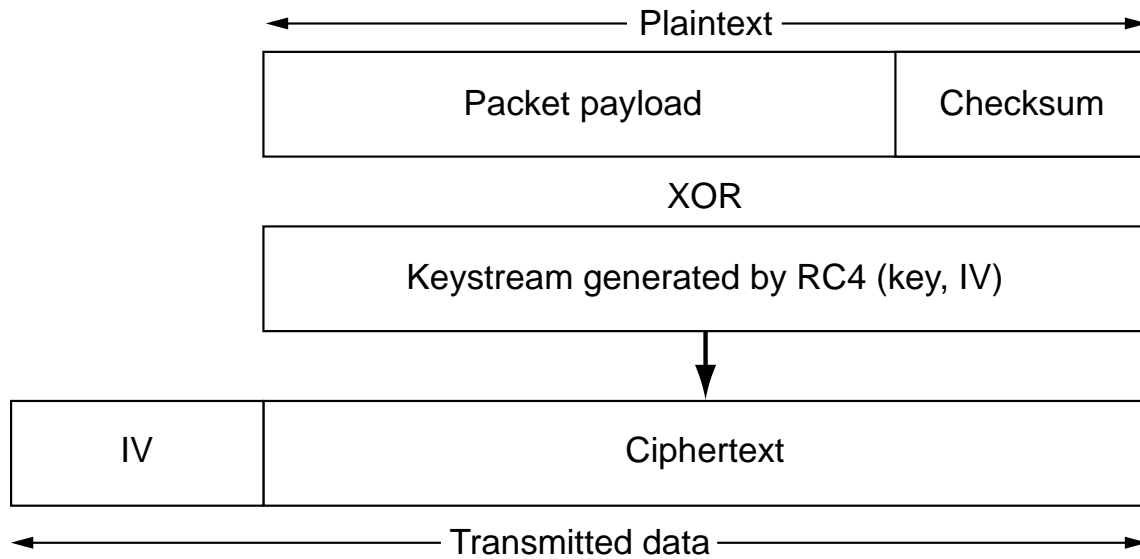 Plaintext
Packet payload Checksum
XOR
Keystream generated by RC4 (key, IV)
IV Ciphertext
Transmitted data